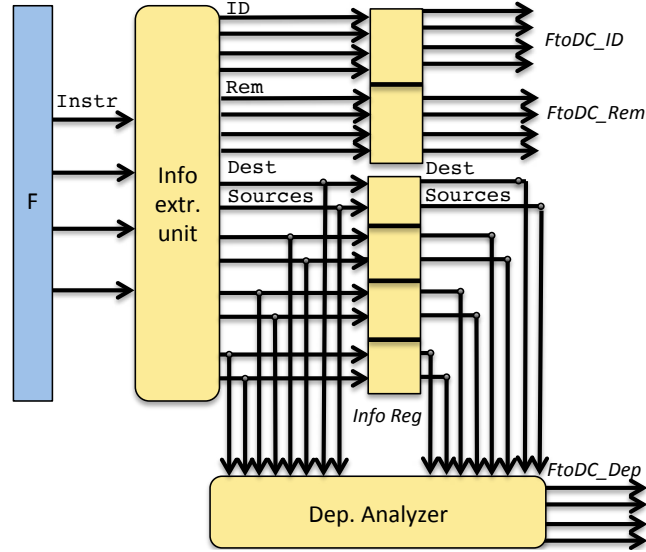 ID
FtoDC_ID
Instr
Rem
FtoDC_Rem
F
Info
extr.
unit
Dest
Dest
Sources
Sources
Info Reg
FtoDC_Dep
Dep. Analyzer